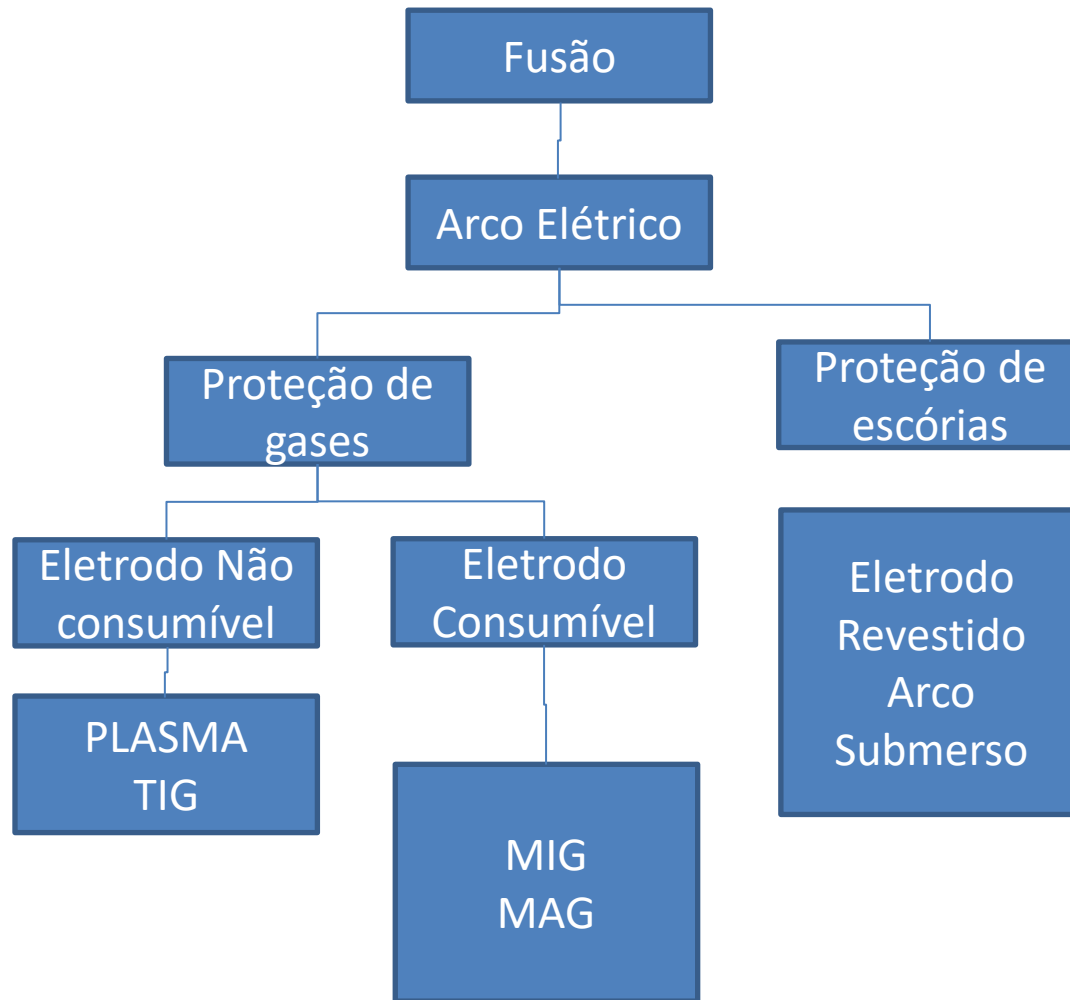 Fusão
Arco Elétrico
Proteção de
gases
Proteção de
escórias
Eletrodo Não
consumível
Eletrodo
Consumível
Eletrodo
Revestido
Arco
Submerso
PLASMA
TIG
MIG
MAG